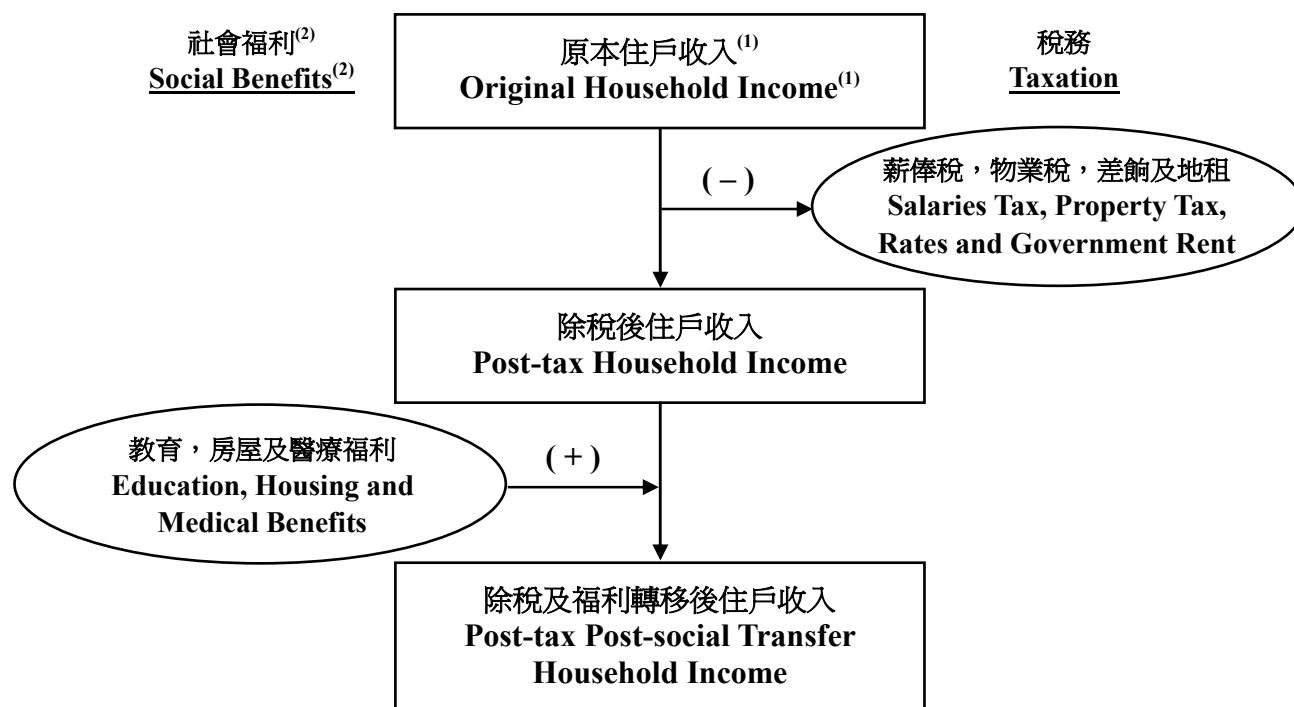 社會福利(2)
Social Benefits(2)
原本住戶收入(1)
Original Household Income(1)
稅務
Taxation
( – )
薪俸稅，物業稅，差餉及地租
Salaries Tax, Property Tax,
Rates and Government Rent
除稅後住戶收入
Post-tax Household Income
教育，房屋及醫療福利
Education, Housing and
Medical Benefits
( + )
除稅及福利轉移後住戶收入
Post-tax Post-social Transfer
Household Income